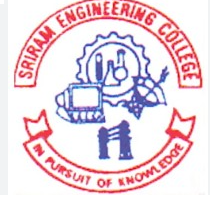 SRIRAM ENGINEERING COLLEGE
IN PURSUIT OF KNOWLEDGE